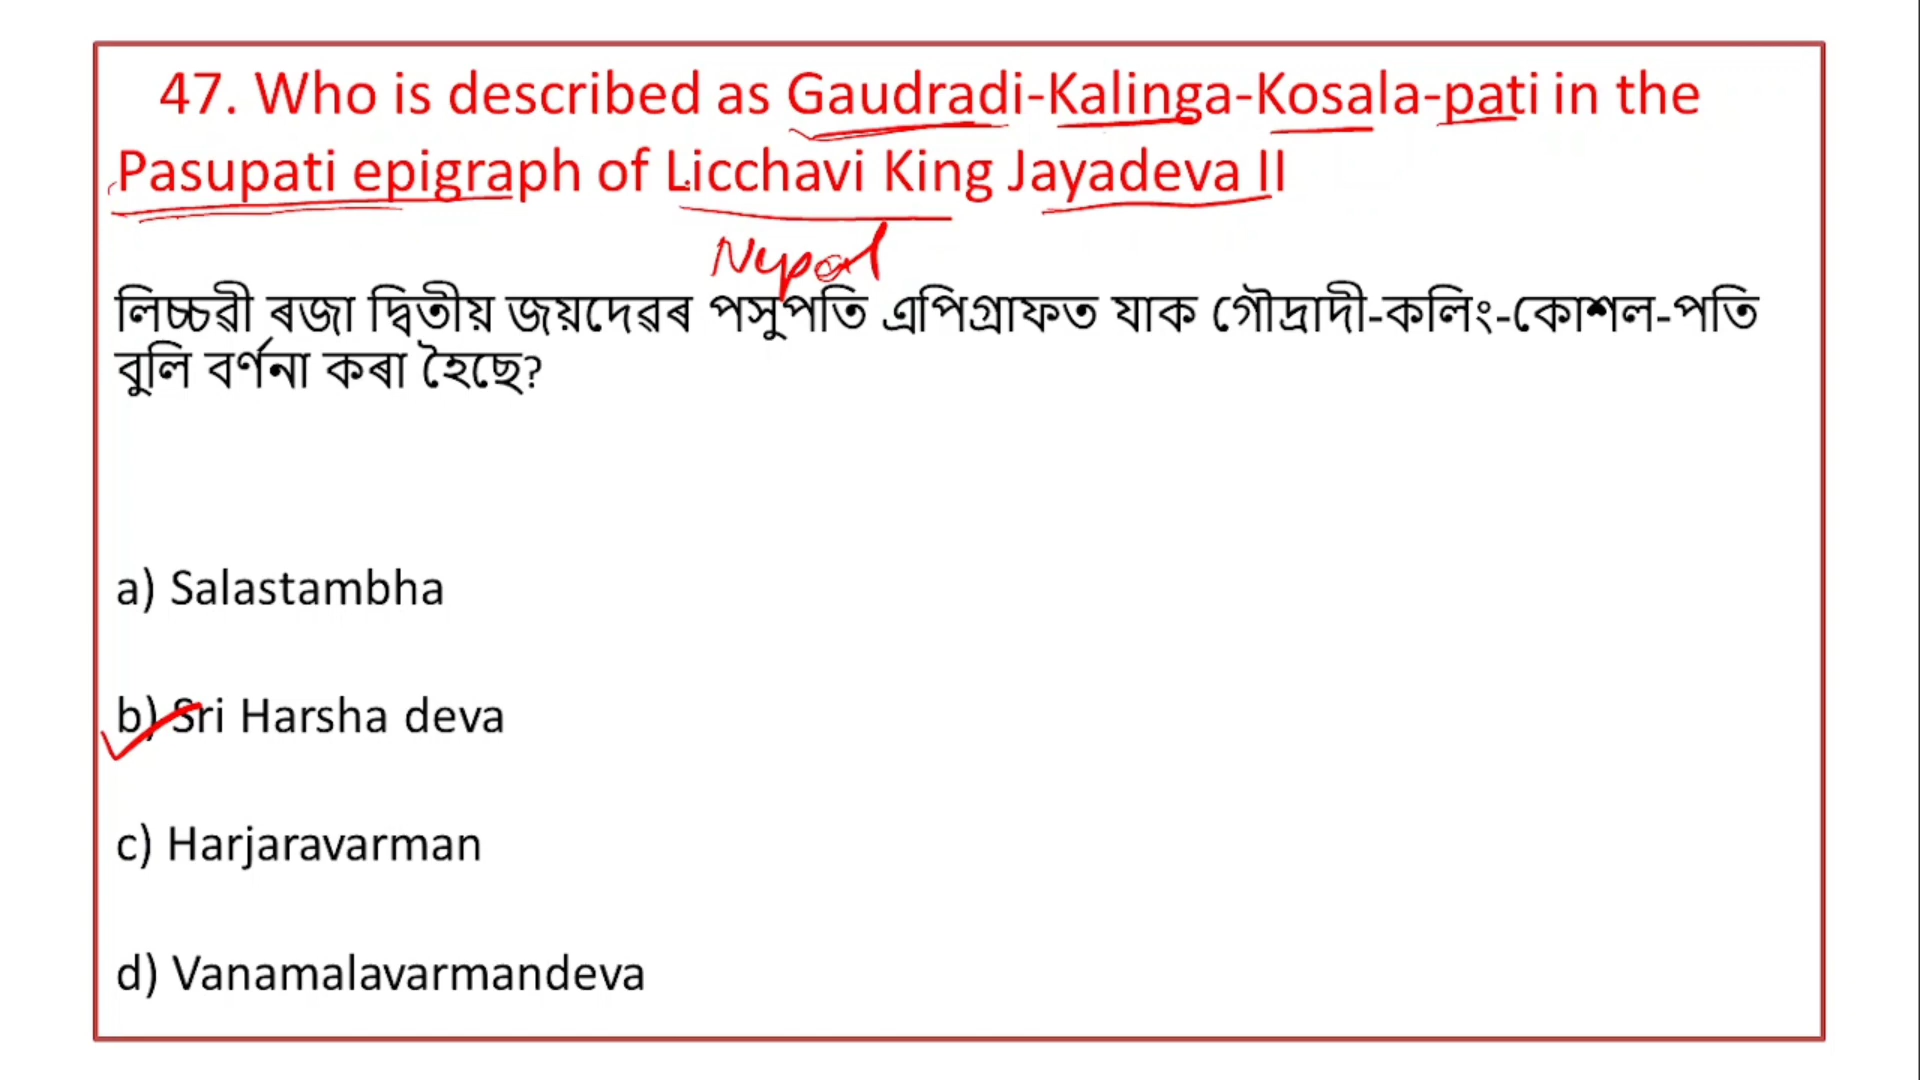 47. Who is described as Gaudradi-Kalinga-Kosala-pati in the
Pasupati epigraph of Licchavi King Jayadeva II
Nepal
লিচ্চৱী ৰজা দ্বিতীয় জয়দেৱৰ পসুপতি এপিগ্ৰাফত যাক গৌদ্ৰাদী-কলিং-কোশল-পতি
বুলি বৰ্ণনা কৰা হৈছে?
a) Salastambha
b) Sri Harsha deva
c) Harjaravarman
d) Vanamalavarmandeva